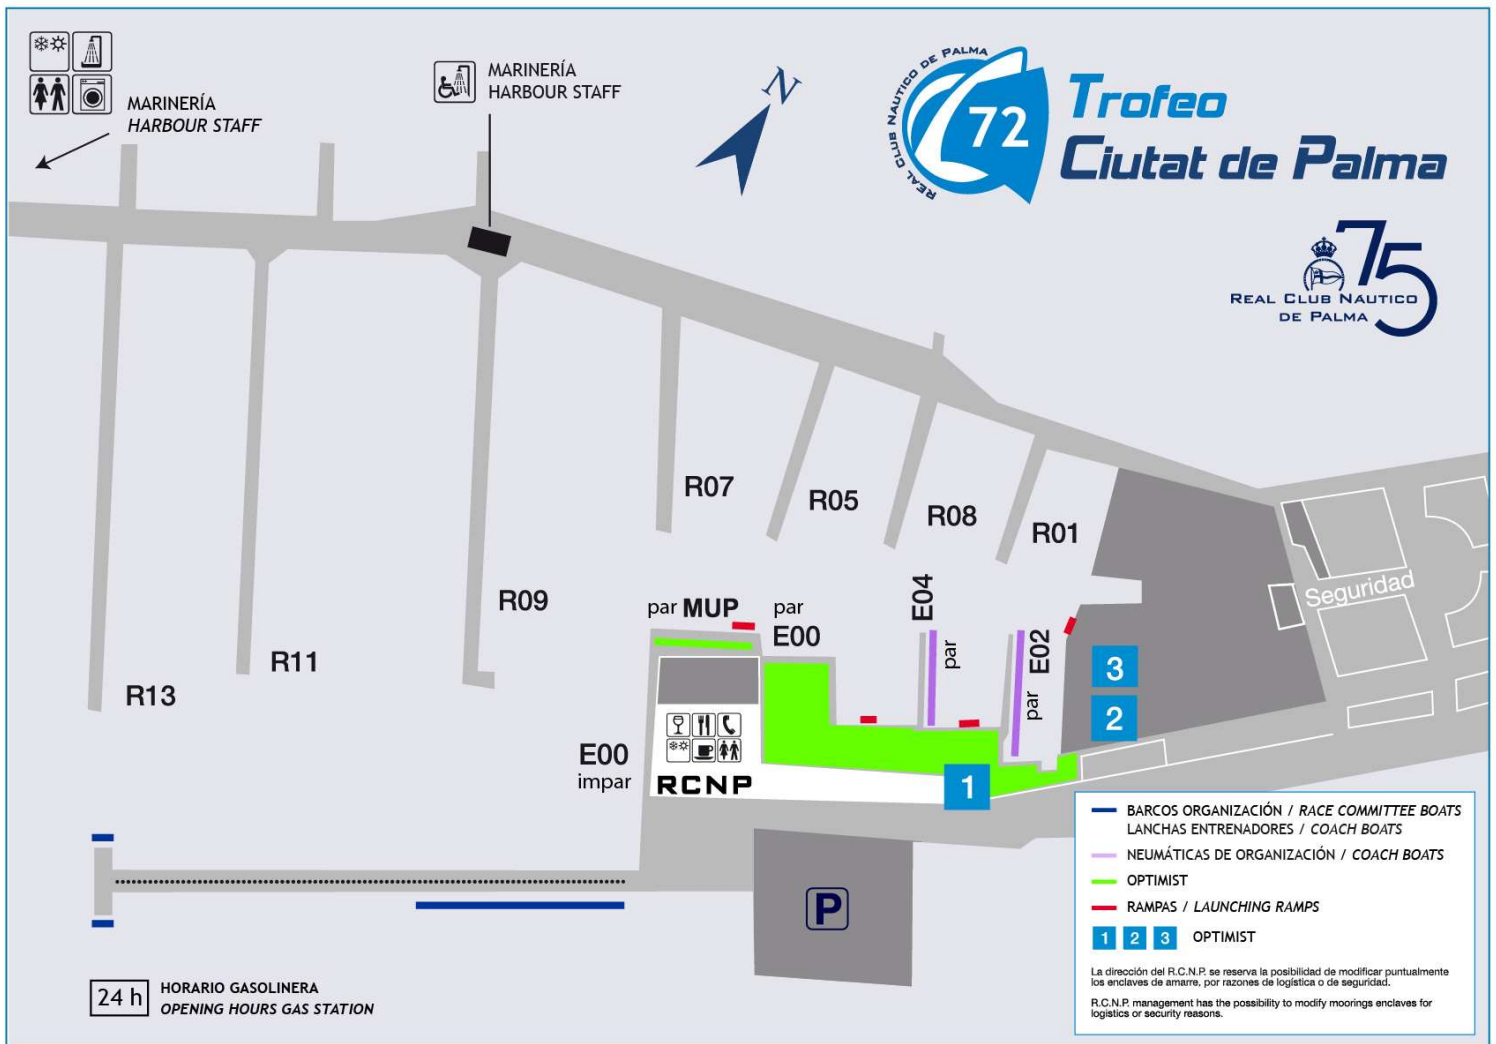 MARINERÍA
HARBOUR STAFF
MARINERÍA
HARBOUR STAFF
N
REAL CLUB NAUTICO DE PALMA
72
Trofeo
Ciutat de Palma
75
REAL CLUB NAUTICO
DE PALMA
R07
R05
R08
R01
R09
R11
R13
par MUP
par
E00
E04
par
E02
par
Seguridad
3
2
1
E00
impar
RCNP
P
24 h
HORARIO GASOLINERA
OPENING HOURS GAS STATION
BARCOS ORGANIZACIÓN / RACE COMMITTEE BOATS
LANCHAS ENTRENADORES / COACH BOATS
NEUMÁTICAS DE ORGANIZACIÓN / COACH BOATS
OPTIMIST
RAMPAS / LAUNCHING RAMPS
1 2 3 OPTIMIST
La dirección del R.C.N.P. se reserva la posibilidad de modificar puntualmente
los enclaves de amarre, por razones de logística o de seguridad.
R.C.N.P. management has the possibility to modify moorings enclaves for
logistics or security reasons.